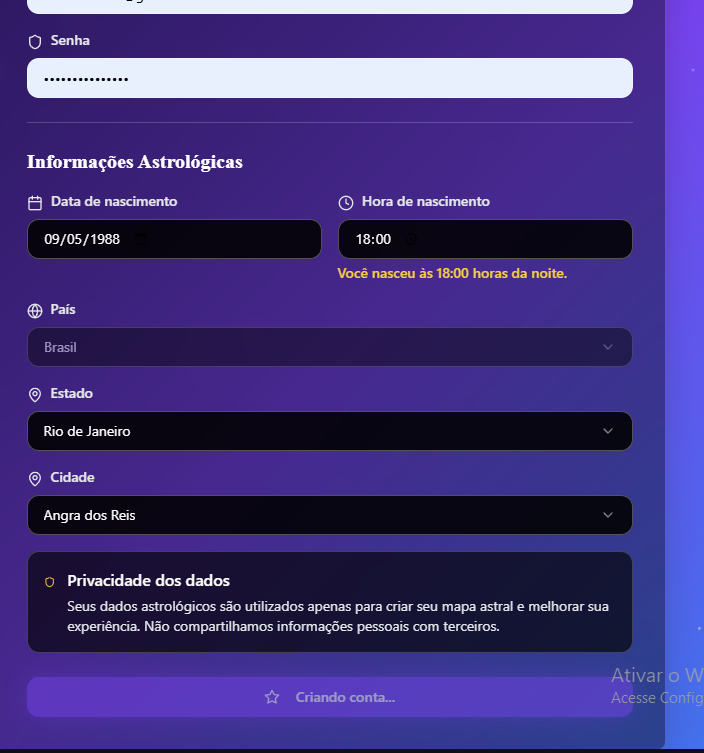 Senha
•••••••••••••••
Informações Astrológicas
Data de nascimento
Hora de nascimento
09/05/1988
18:00
Você nasceu às 18:00 horas da noite.
País
Brasil
Estado
Rio de Janeiro
Cidade
Angra dos Reis
Privacidade dos dados
Seus dados astrológicos são utilizados apenas para criar seu mapa astral e melhorar sua
experiência. Não compartilhamos informações pessoais com terceiros.
Criando conta...
Ativar o W
Acesse Config